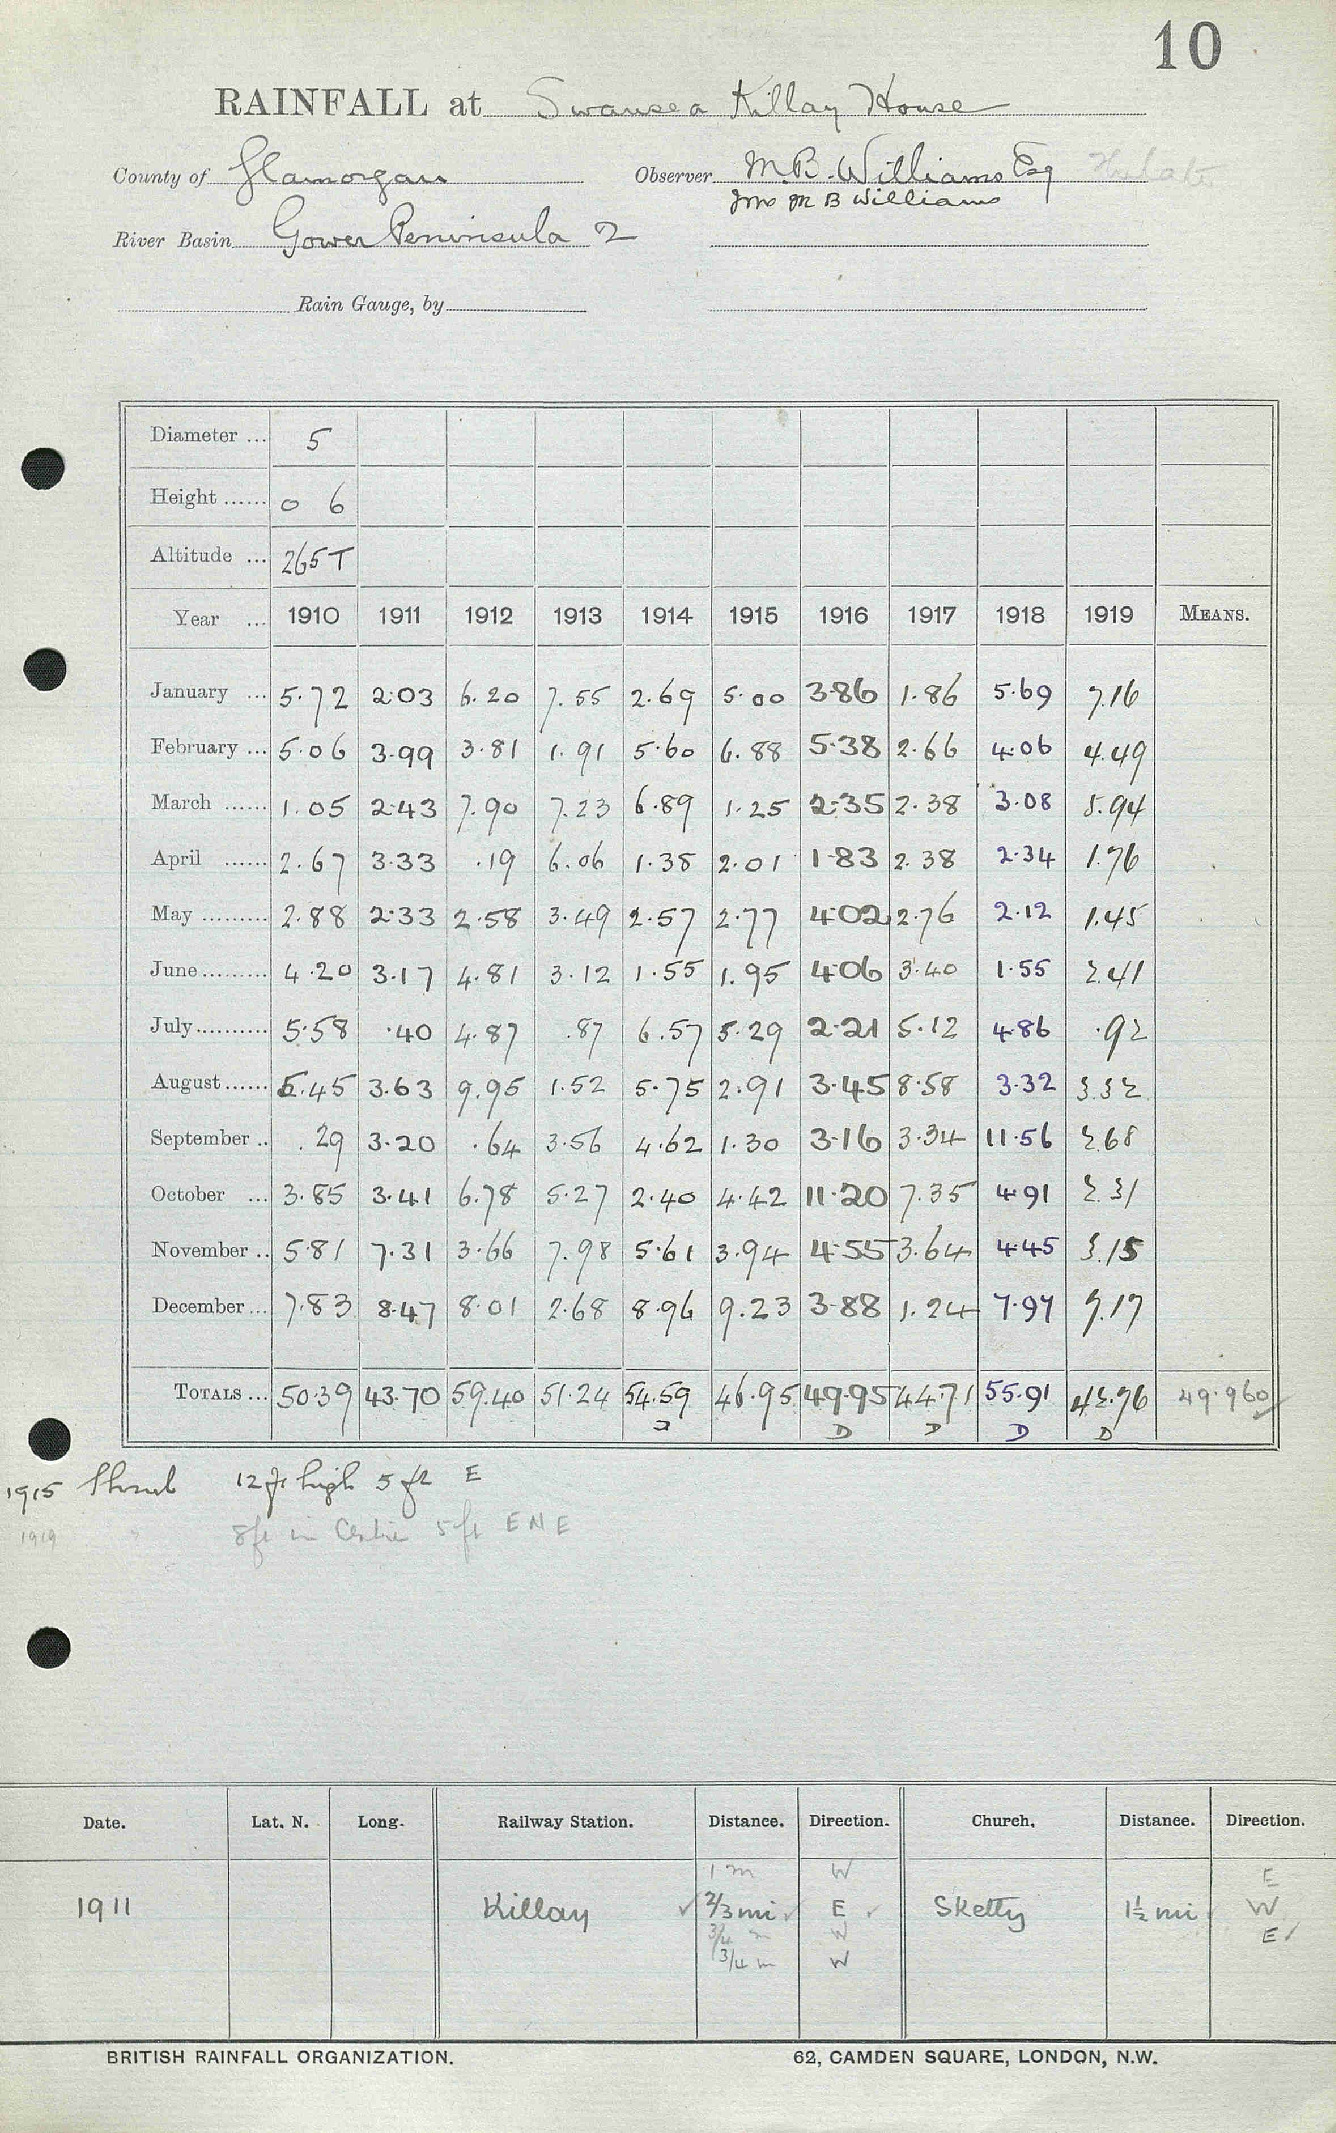 10
RAINFALL at Swansea Killay House
County of Glamorgan Observer M.B. Williams Esq
Mrs M B Williams
River Basin Gower Peninsula 2
Rain Gauge, by
Diameter ... 5
Height ...... 0 6
Altitude ... 265T
Year ... 1910 1911 1912 1913 1914 1915 1916 1917 1918 1919 MEANS.
January ... 5.72 2.03 6.20 7.55 2.69 5.00 3.86 1.86 5.69 7.16
February ... 5.06 3.99 3.81 1.91 5.60 6.88 5.38 2.66 4.06 4.49
March ...... 1.05 2.43 7.90 7.23 6.89 1.25 2.35 2.38 3.08 5.94
April ...... 2.67 3.33 .19 6.06 1.38 2.01 1.83 2.38 2.34 1.76
May ......... 2.88 2.33 2.58 3.49 2.57 2.77 4.02 2.76 2.12 1.45
June ......... 4.20 3.17 4.81 3.12 1.55 1.95 4.06 3.40 1.55 2.41
July .......... 5.58 .40 4.87 .87 6.57 5.29 2.21 5.12 4.86 .92
August ...... 5.45 3.63 9.95 1.52 5.75 2.91 3.45 8.58 3.32 3.32
September .. .29 3.20 .64 3.56 4.62 1.30 3.16 3.34 11.56 2.68
October ... 3.85 3.41 6.78 5.27 2.40 4.42 11.20 7.35 4.91 2.31
November .. 5.81 7.31 3.66 7.98 5.61 3.94 4.55 3.64 4.45 3.15
December ... 7.83 8.47 8.01 2.68 8.96 9.23 3.88 1.24 7.97 7.17
TOTALS ... 50.39 43.70 59.40 51.24 54.59 46.95 49.95 44.71 55.91 42.76 49.960
D D D D D
1915 Shrub 12 ft high 5 ft E
1919 " 8ft in Centre 5 ft E N E
Date. Lat. N. Long. Railway Station. Distance. Direction. Church. Distance. Direction.
1 m W E
1911 Killay 2/3 mi E Sketty 1½ mi W
3/4 m W E
3/4 m W
BRITISH RAINFALL ORGANIZATION. 62, CAMDEN SQUARE, LONDON, N.W.